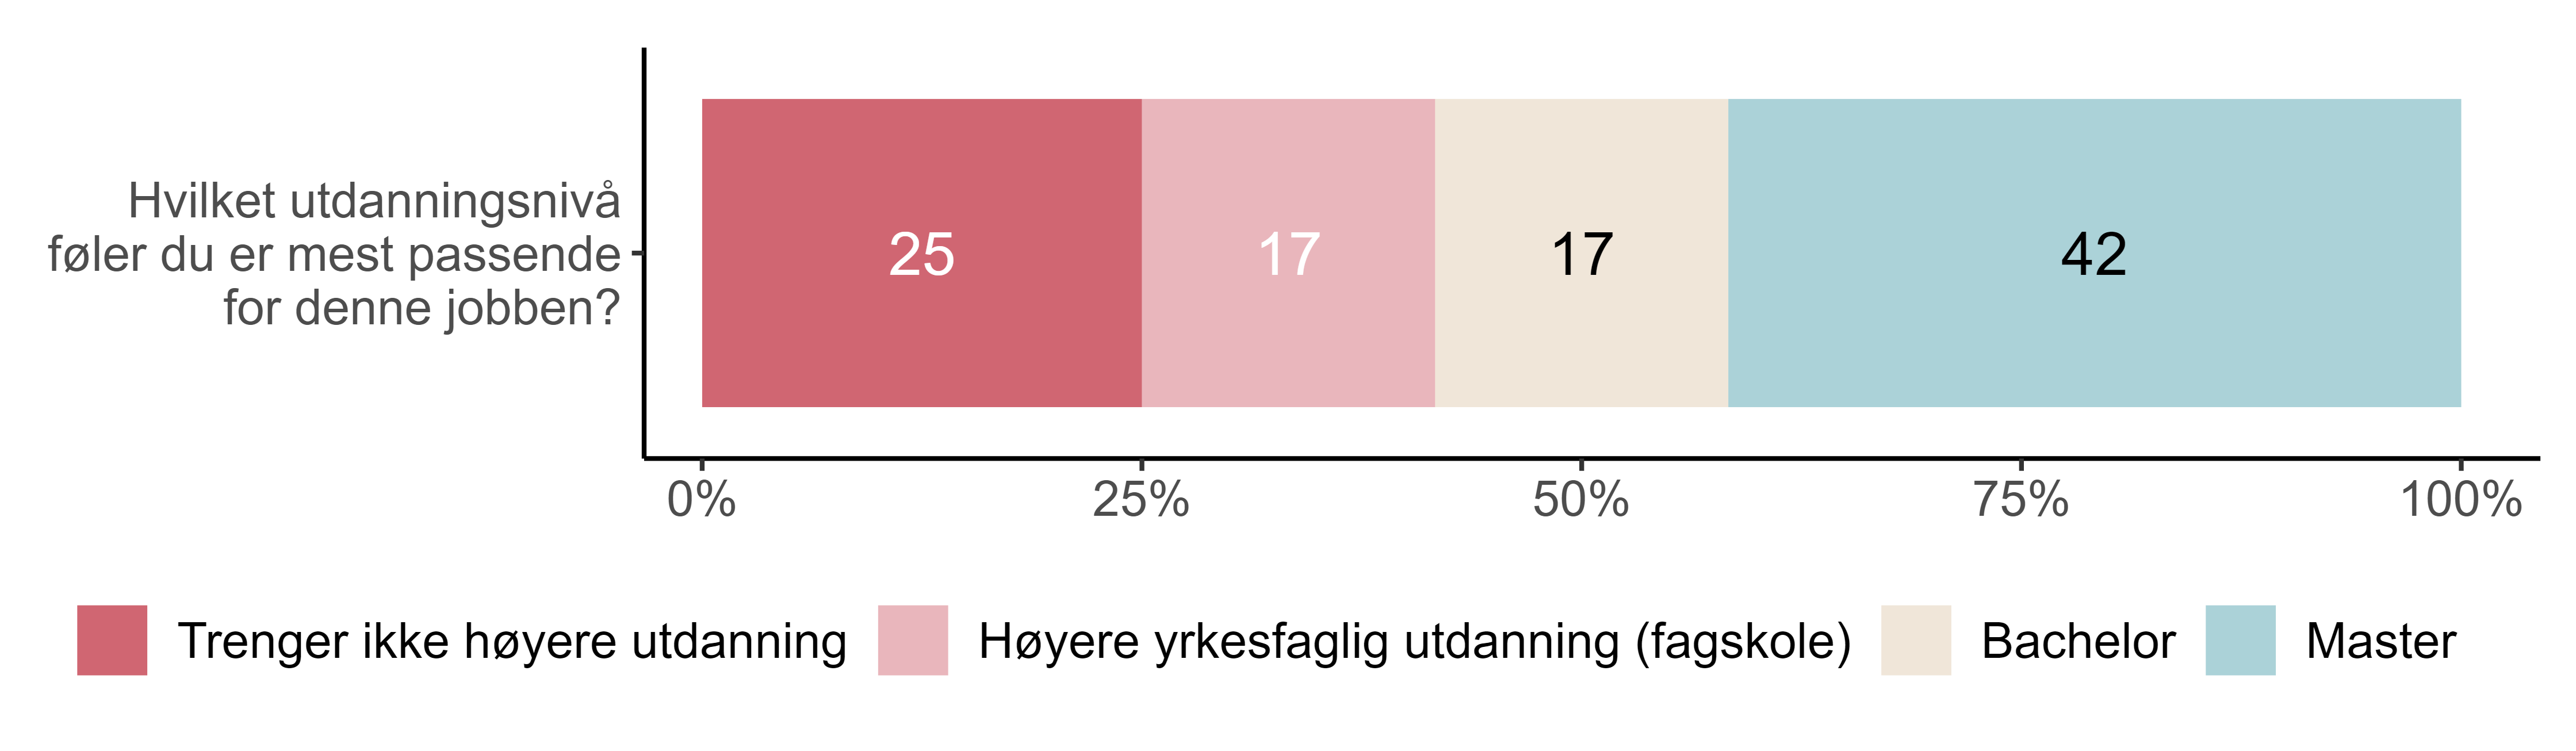 Hvilket utdanningsnivå
føler du er mest passende
for denne jobben?
25 17 17 42
0% 25% 50% 75% 100%
Trenger ikke høyere utdanning Høyere yrkesfaglig utdanning (fagskole) Bachelor Master